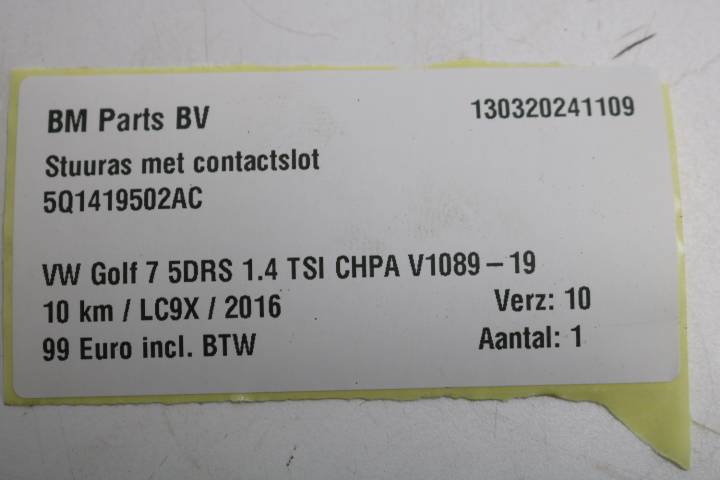 BM Parts BV 130320241109
Stuuras met contactslot
5Q1419502AC
VW Golf 7 5DRS 1.4 TSI CHPA V1089 – 19
10 km / LC9X / 2016 Verz: 10
99 Euro incl. BTW Aantal: 1